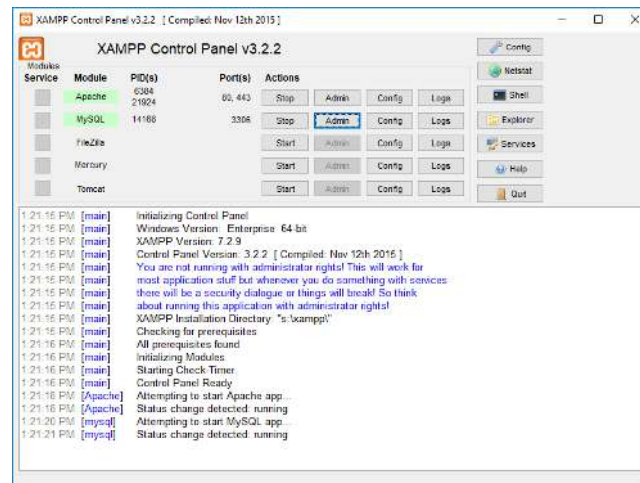 XAMPP Control Panel v3.2.2 [ Compiled: Nov 12th 2015 ]
XAMPP Control Panel v3.2.2
Modules
Service Module PID(s) Port(s) Actions
Apache 6384 21924 80, 443 Stop Admin Config Logs
MySQL 14168 3306 Stop Admin Config Logs
FileZilla Start Admin Config Logs
Mercury Start Admin Config Logs
Tomcat Start Admin Config Logs
Config
Netstat
Shell
Explorer
Services
Help
Quit
1:21:15 PM [main] Initializing Control Panel
1:21:15 PM [main] Windows Version: Enterprise 64-bit
1:21:15 PM [main] XAMPP Version: 7.2.9
1:21:15 PM [main] Control Panel Version: 3.2.2 [ Compiled: Nov 12th 2015 ]
1:21:15 PM [main] You are not running with administrator rights! This will work for
1:21:15 PM [main] most application stuff but whenever you do something with services
1:21:15 PM [main] there will be a security dialogue or things will break! So think
1:21:15 PM [main] about running this application with administrator rights!
1:21:15 PM [main] XAMPP Installation Directory: "s:\xampp\"
1:21:15 PM [main] Checking for prerequisites
1:21:16 PM [main] All prerequisites found
1:21:16 PM [main] Initializing Modules
1:21:16 PM [main] Starting Check-Timer
1:21:16 PM [main] Control Panel Ready
1:21:18 PM [Apache] Attempting to start Apache app...
1:21:18 PM [Apache] Status change detected: running
1:21:20 PM [mysql] Attempting to start MySQL app...
1:21:21 PM [mysql] Status change detected: running